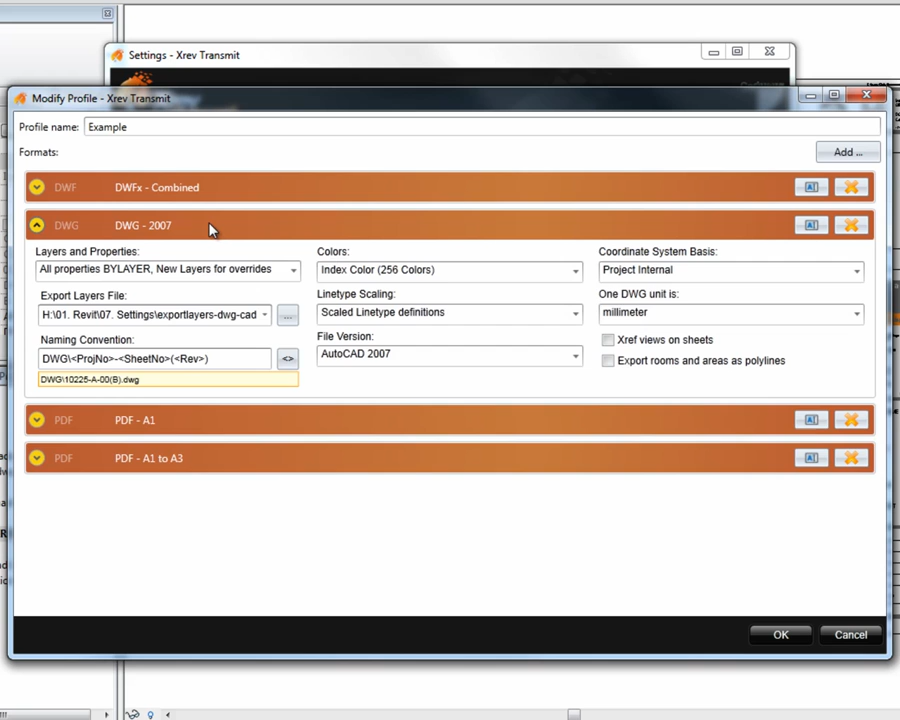 Settings - Xrev Transmit
Modify Profile - Xrev Transmit
Profile name: Example
Formats:
Add ...
DWF DWFx - Combined
DWG DWG - 2007
Layers and Properties:
All properties BYLAYER, New Layers for overrides
Export Layers File:
H:\01. Revit\07. Settings\exportlayers-dwg-cad
...
Naming Convention:
DWG\<ProjNo>-<SheetNo>(<Rev>)
<>
DWG\10225-A-00(B).dwg
Colors:
Index Color (256 Colors)
Linetype Scaling:
Scaled Linetype definitions
File Version:
AutoCAD 2007
Coordinate System Basis:
Project Internal
One DWG unit is:
millimeter
Xref views on sheets
Export rooms and areas as polylines
PDF PDF - A1
PDF PDF - A1 to A3
OK
Cancel